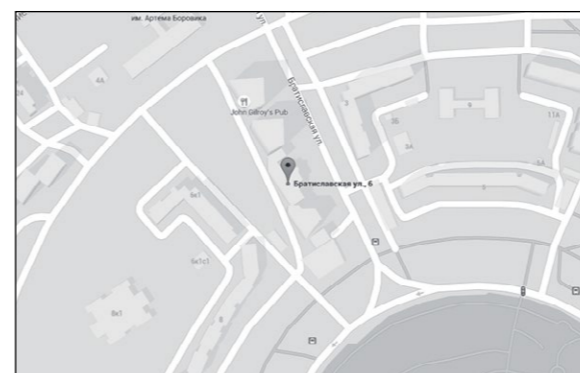 им. Артема Боровика
4А
John Gilroy's Pub
Братиславская ул.
3
3Б
3А
9
11А
Братиславская ул., 6
6к1
6к1с1
8
8к1